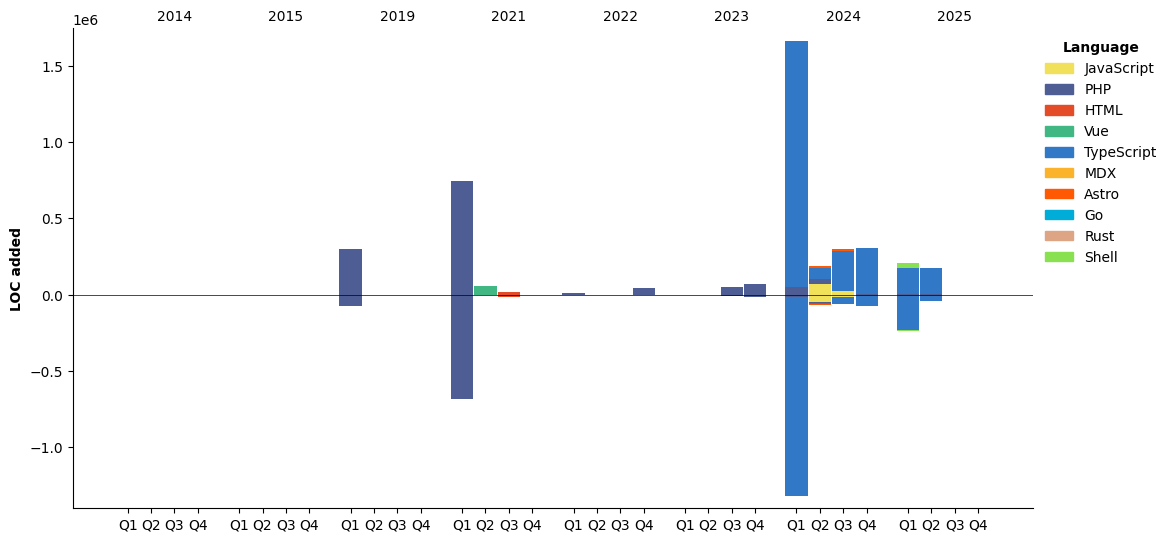 1e6
2014 2015 2019 2021 2022 2023 2024 2025
Language
JavaScript
PHP
HTML
Vue
TypeScript
MDX
Astro
Go
Rust
Shell
LOC added
1.5
1.0
0.5
0.0
−0.5
−1.0
Q1 Q2 Q3 Q4 Q1 Q2 Q3 Q4 Q1 Q2 Q3 Q4 Q1 Q2 Q3 Q4 Q1 Q2 Q3 Q4 Q1 Q2 Q3 Q4 Q1 Q2 Q3 Q4 Q1 Q2 Q3 Q4